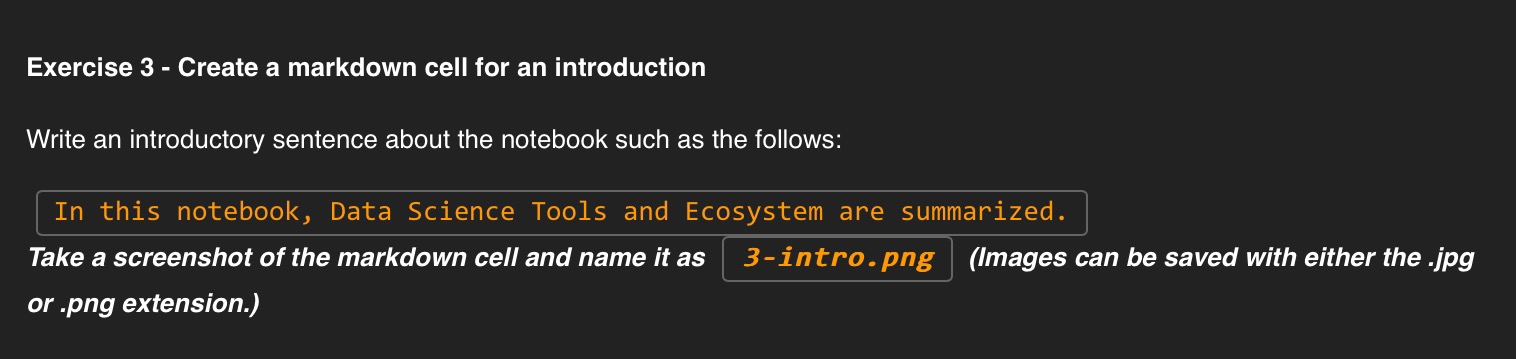 Exercise 3 - Create a markdown cell for an introduction
Write an introductory sentence about the notebook such as the follows:
In this notebook, Data Science Tools and Ecosystem are summarized.
Take a screenshot of the markdown cell and name it as 3-intro.png (Images can be saved with either the .jpg
or .png extension.)